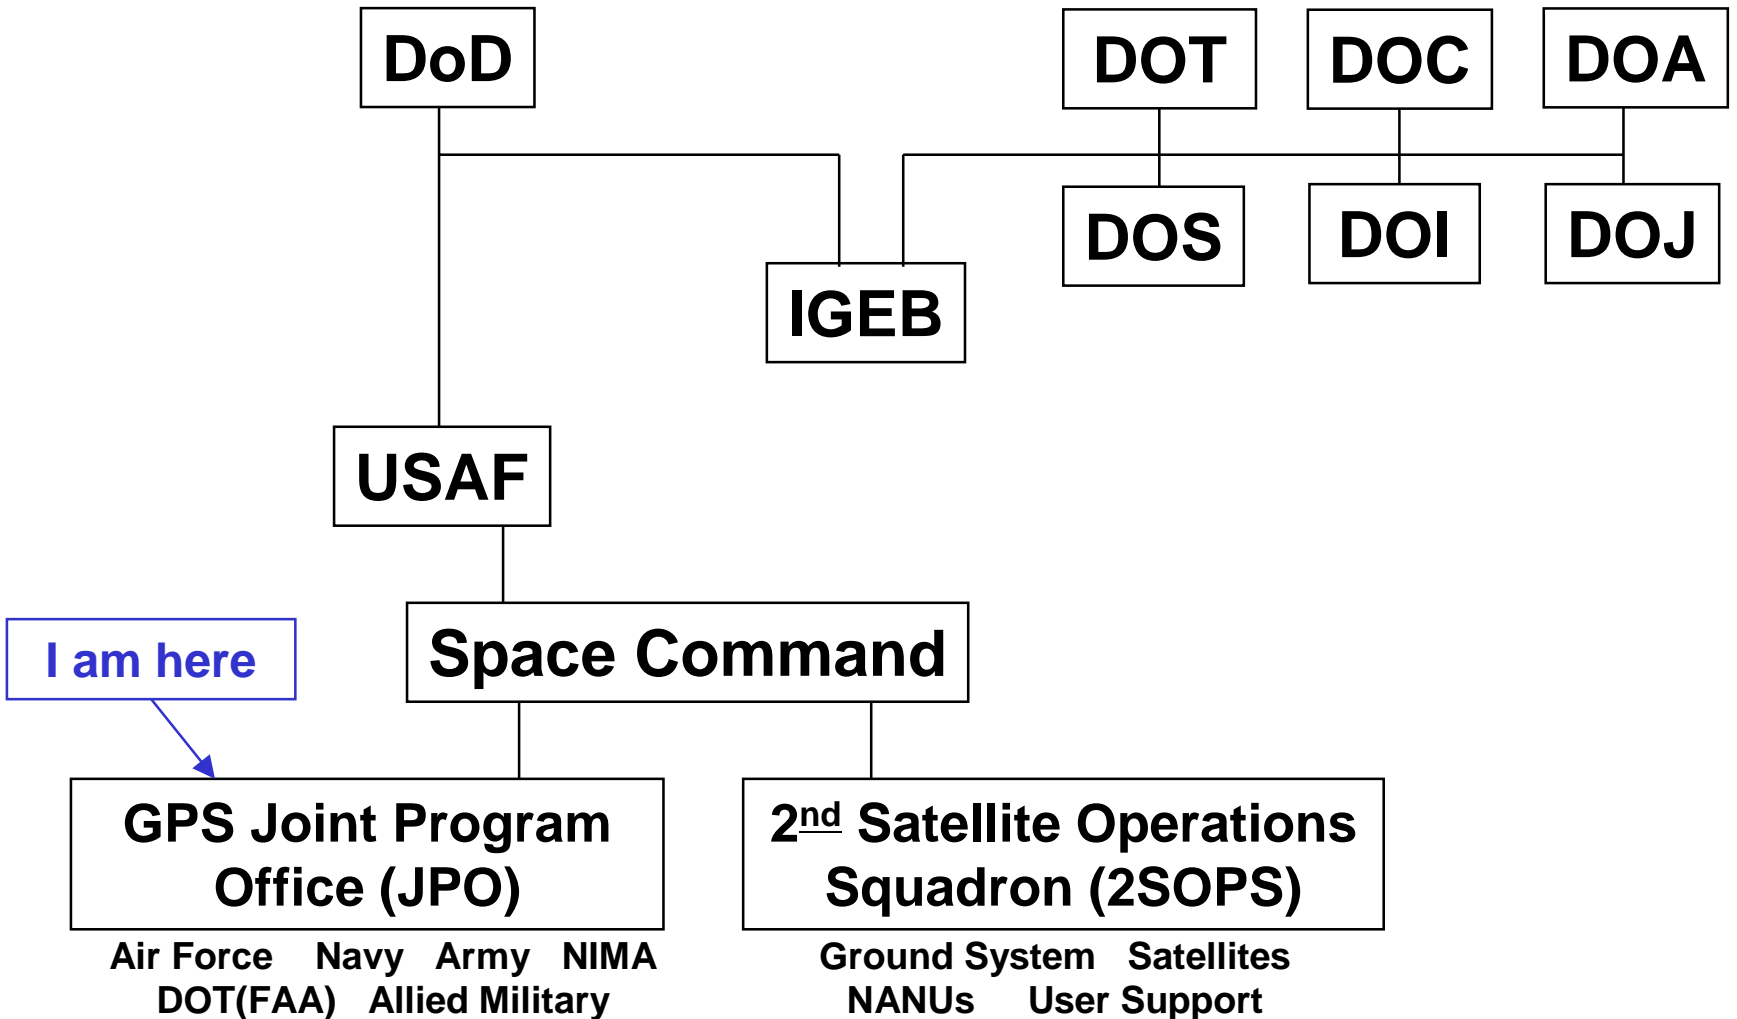 DoD
DOT
DOC
DOA
DOS
DOI
DOJ
IGEB
USAF
Space Command
I am here
GPS Joint Program
Office (JPO)
Air Force Navy Army NIMA
DOT(FAA) Allied Military
2nd Satellite Operations
Squadron (2SOPS)
Ground System Satellites
NANUs User Support